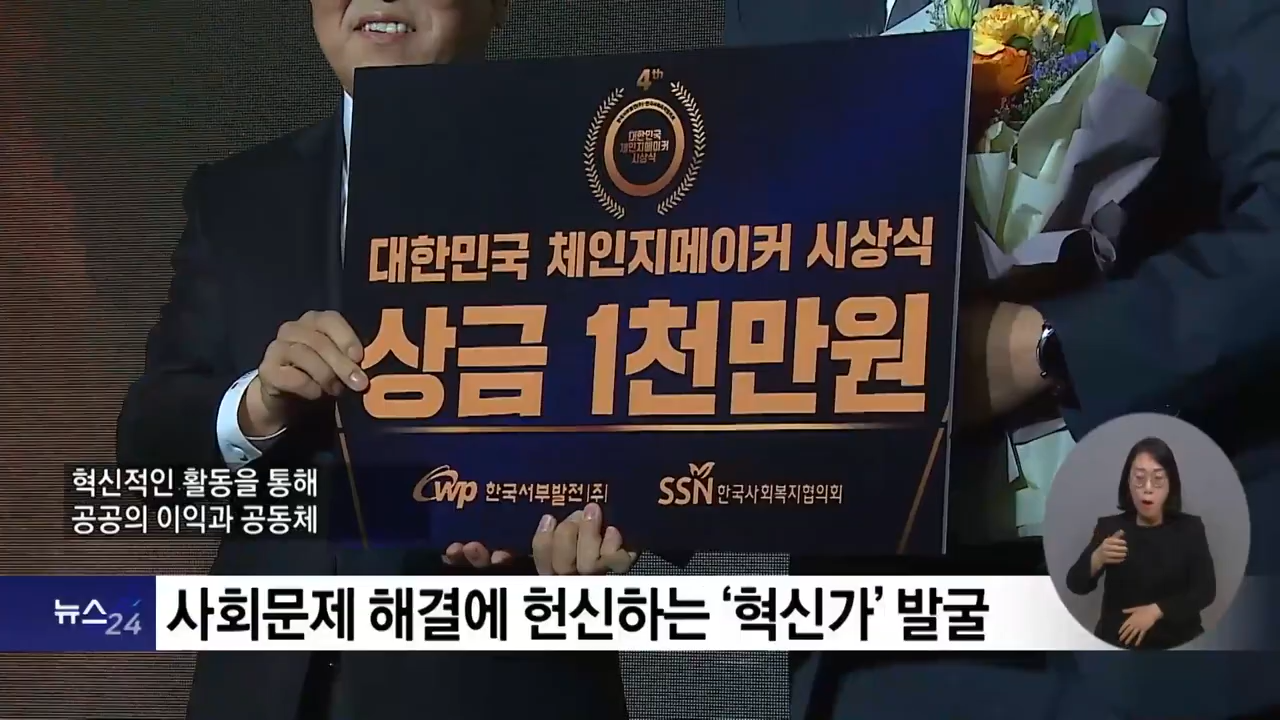 4th
대한민국
체인지메이커
시상식
대한민국 체인지메이커 시상식
상금 1천만원
wp 한국서부발전(주)
SSN 한국사회복지협의회
혁신적인 활동을 통해
공공의 이익과 공동체
뉴스24
사회문제 해결에 헌신하는 ‘혁신가’ 발굴